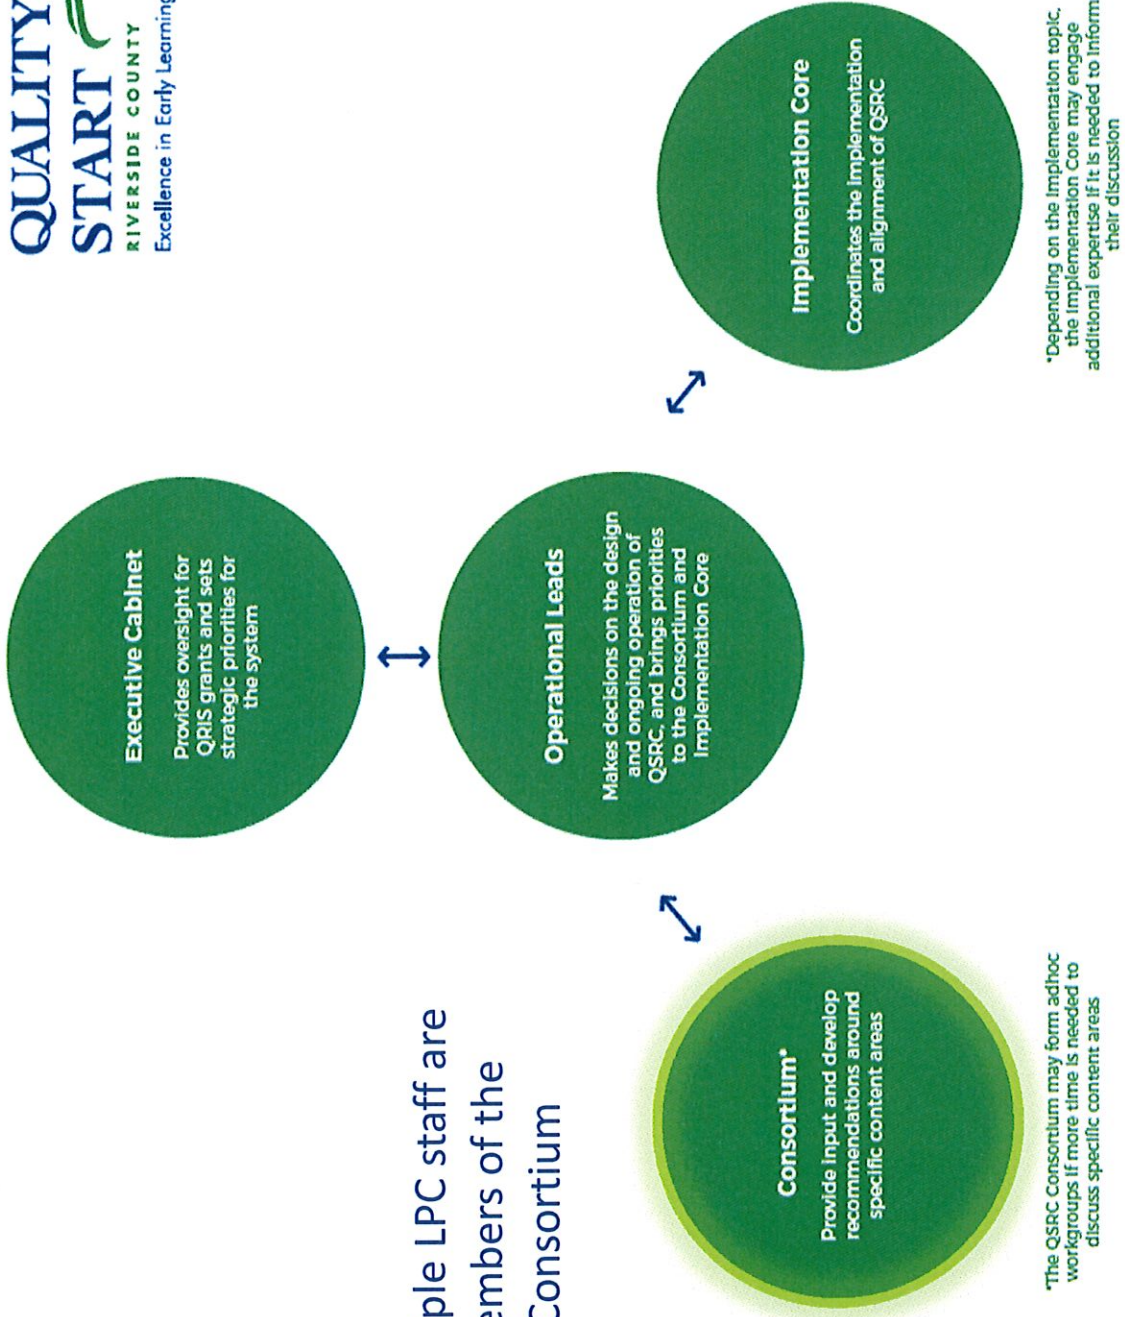 QUALITY
START
RIVERSIDE COUNTY
Excellence in Early Learning
Executive Cabinet
Provides oversight for
QRIS grants and sets
strategic priorities for
the system
ple LPC staff are
mbers of the
Consortium
Operational Leads
Makes decisions on the design
and ongoing operation of
QSRC, and brings priorities
to the Consortium and
Implementation Core
Consortium*
Provide input and develop
recommendations around
specific content areas
Implementation Core
Coordinates the implementation
and alignment of QSRC
*The QSRC Consortium may form adhoc
workgroups if more time is needed to
discuss specific content areas
*Depending on the implementation topic,
the Implementation Core may engage
additional expertise if it is needed to inform
their discussion